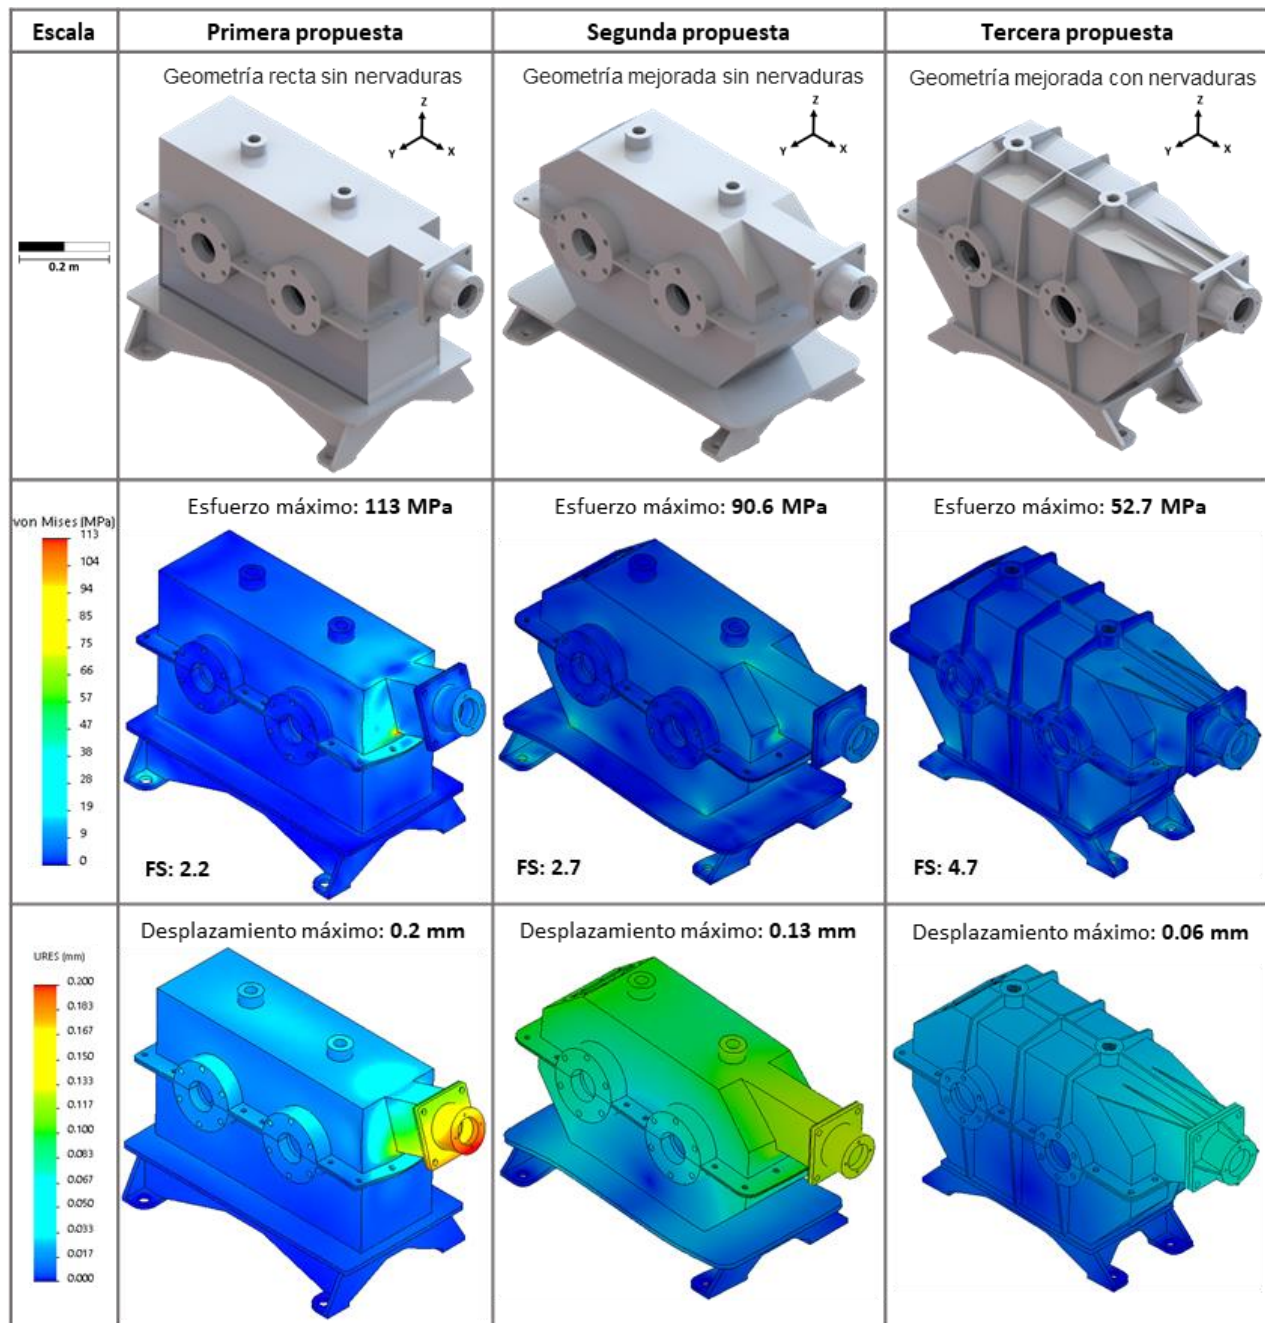 Escala
Primera propuesta
Segunda propuesta
Tercera propuesta
Geometría recta sin nervaduras
Geometría mejorada sin nervaduras
Geometría mejorada con nervaduras
Z
Y
X
Z
Y
X
Z
Y
X
0.2 m
Esfuerzo máximo: 113 MPa
Esfuerzo máximo: 90.6 MPa
Esfuerzo máximo: 52.7 MPa
von Mises (MPa)
113
104
94
85
75
66
57
47
38
28
19
9
0
FS: 2.2
FS: 2.7
FS: 4.7
Desplazamiento máximo: 0.2 mm
Desplazamiento máximo: 0.13 mm
Desplazamiento máximo: 0.06 mm
URES (mm)
0.200
0.183
0.167
0.150
0.133
0.117
0.100
0.083
0.067
0.050
0.033
0.017
0.000